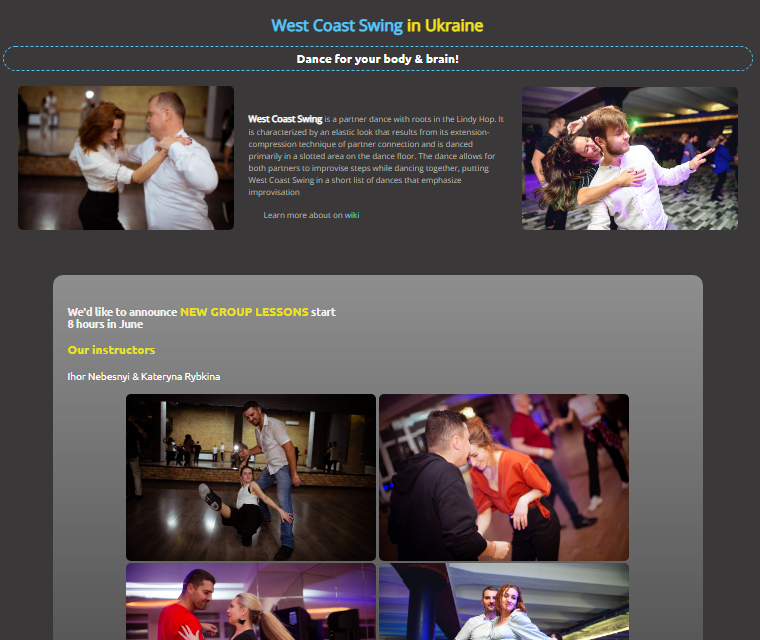 West Coast Swing in Ukraine
Dance for your body & brain!
West Coast Swing is a partner dance with roots in the Lindy Hop. It
is characterized by an elastic look that results from its extension-
compression technique of partner connection and is danced
primarily in a slotted area on the dance floor. The dance allows for
both partners to improvise steps while dancing together, putting
West Coast Swing in a short list of dances that emphasize
improvisation
Learn more about on wiki
We'd like to announce NEW GROUP LESSONS start
8 hours in June
Our instructors
Ihor Nebesnyi & Kateryna Rybkina